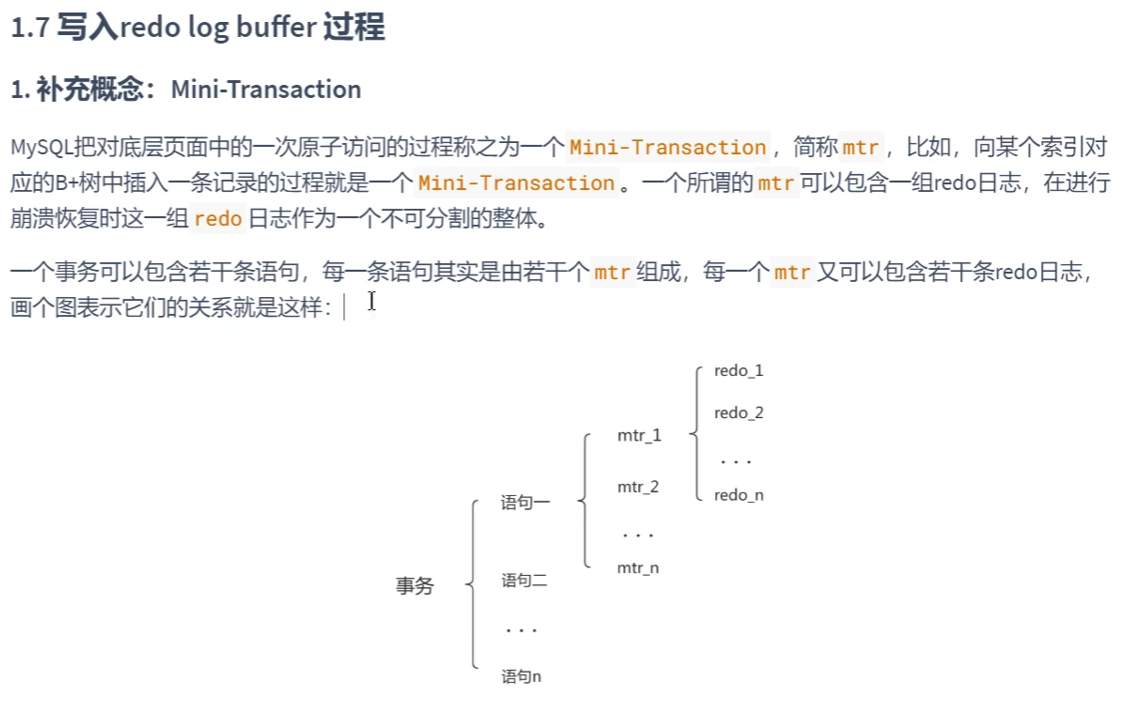 1.7 写入redo log buffer 过程
1. 补充概念：Mini-Transaction
MySQL把对底层页面中的一次原子访问的过程称之为一个 Mini-Transaction ，简称 mtr ，比如，向某个索引对
应的B+树中插入一条记录的过程就是一个 Mini-Transaction 。一个所谓的 mtr 可以包含一组redo日志，在进行
崩溃恢复时这一组 redo 日志作为一个不可分割的整体。
一个事务可以包含若干条语句，每一条语句其实是由若干个 mtr 组成，每一个 mtr 又可以包含若干条redo日志，
画个图表示它们的关系就是这样：
redo_1
redo_2
mtr_1
...
mtr_2
redo_n
语句一
...
mtr_n
语句二
事务
...
语句n